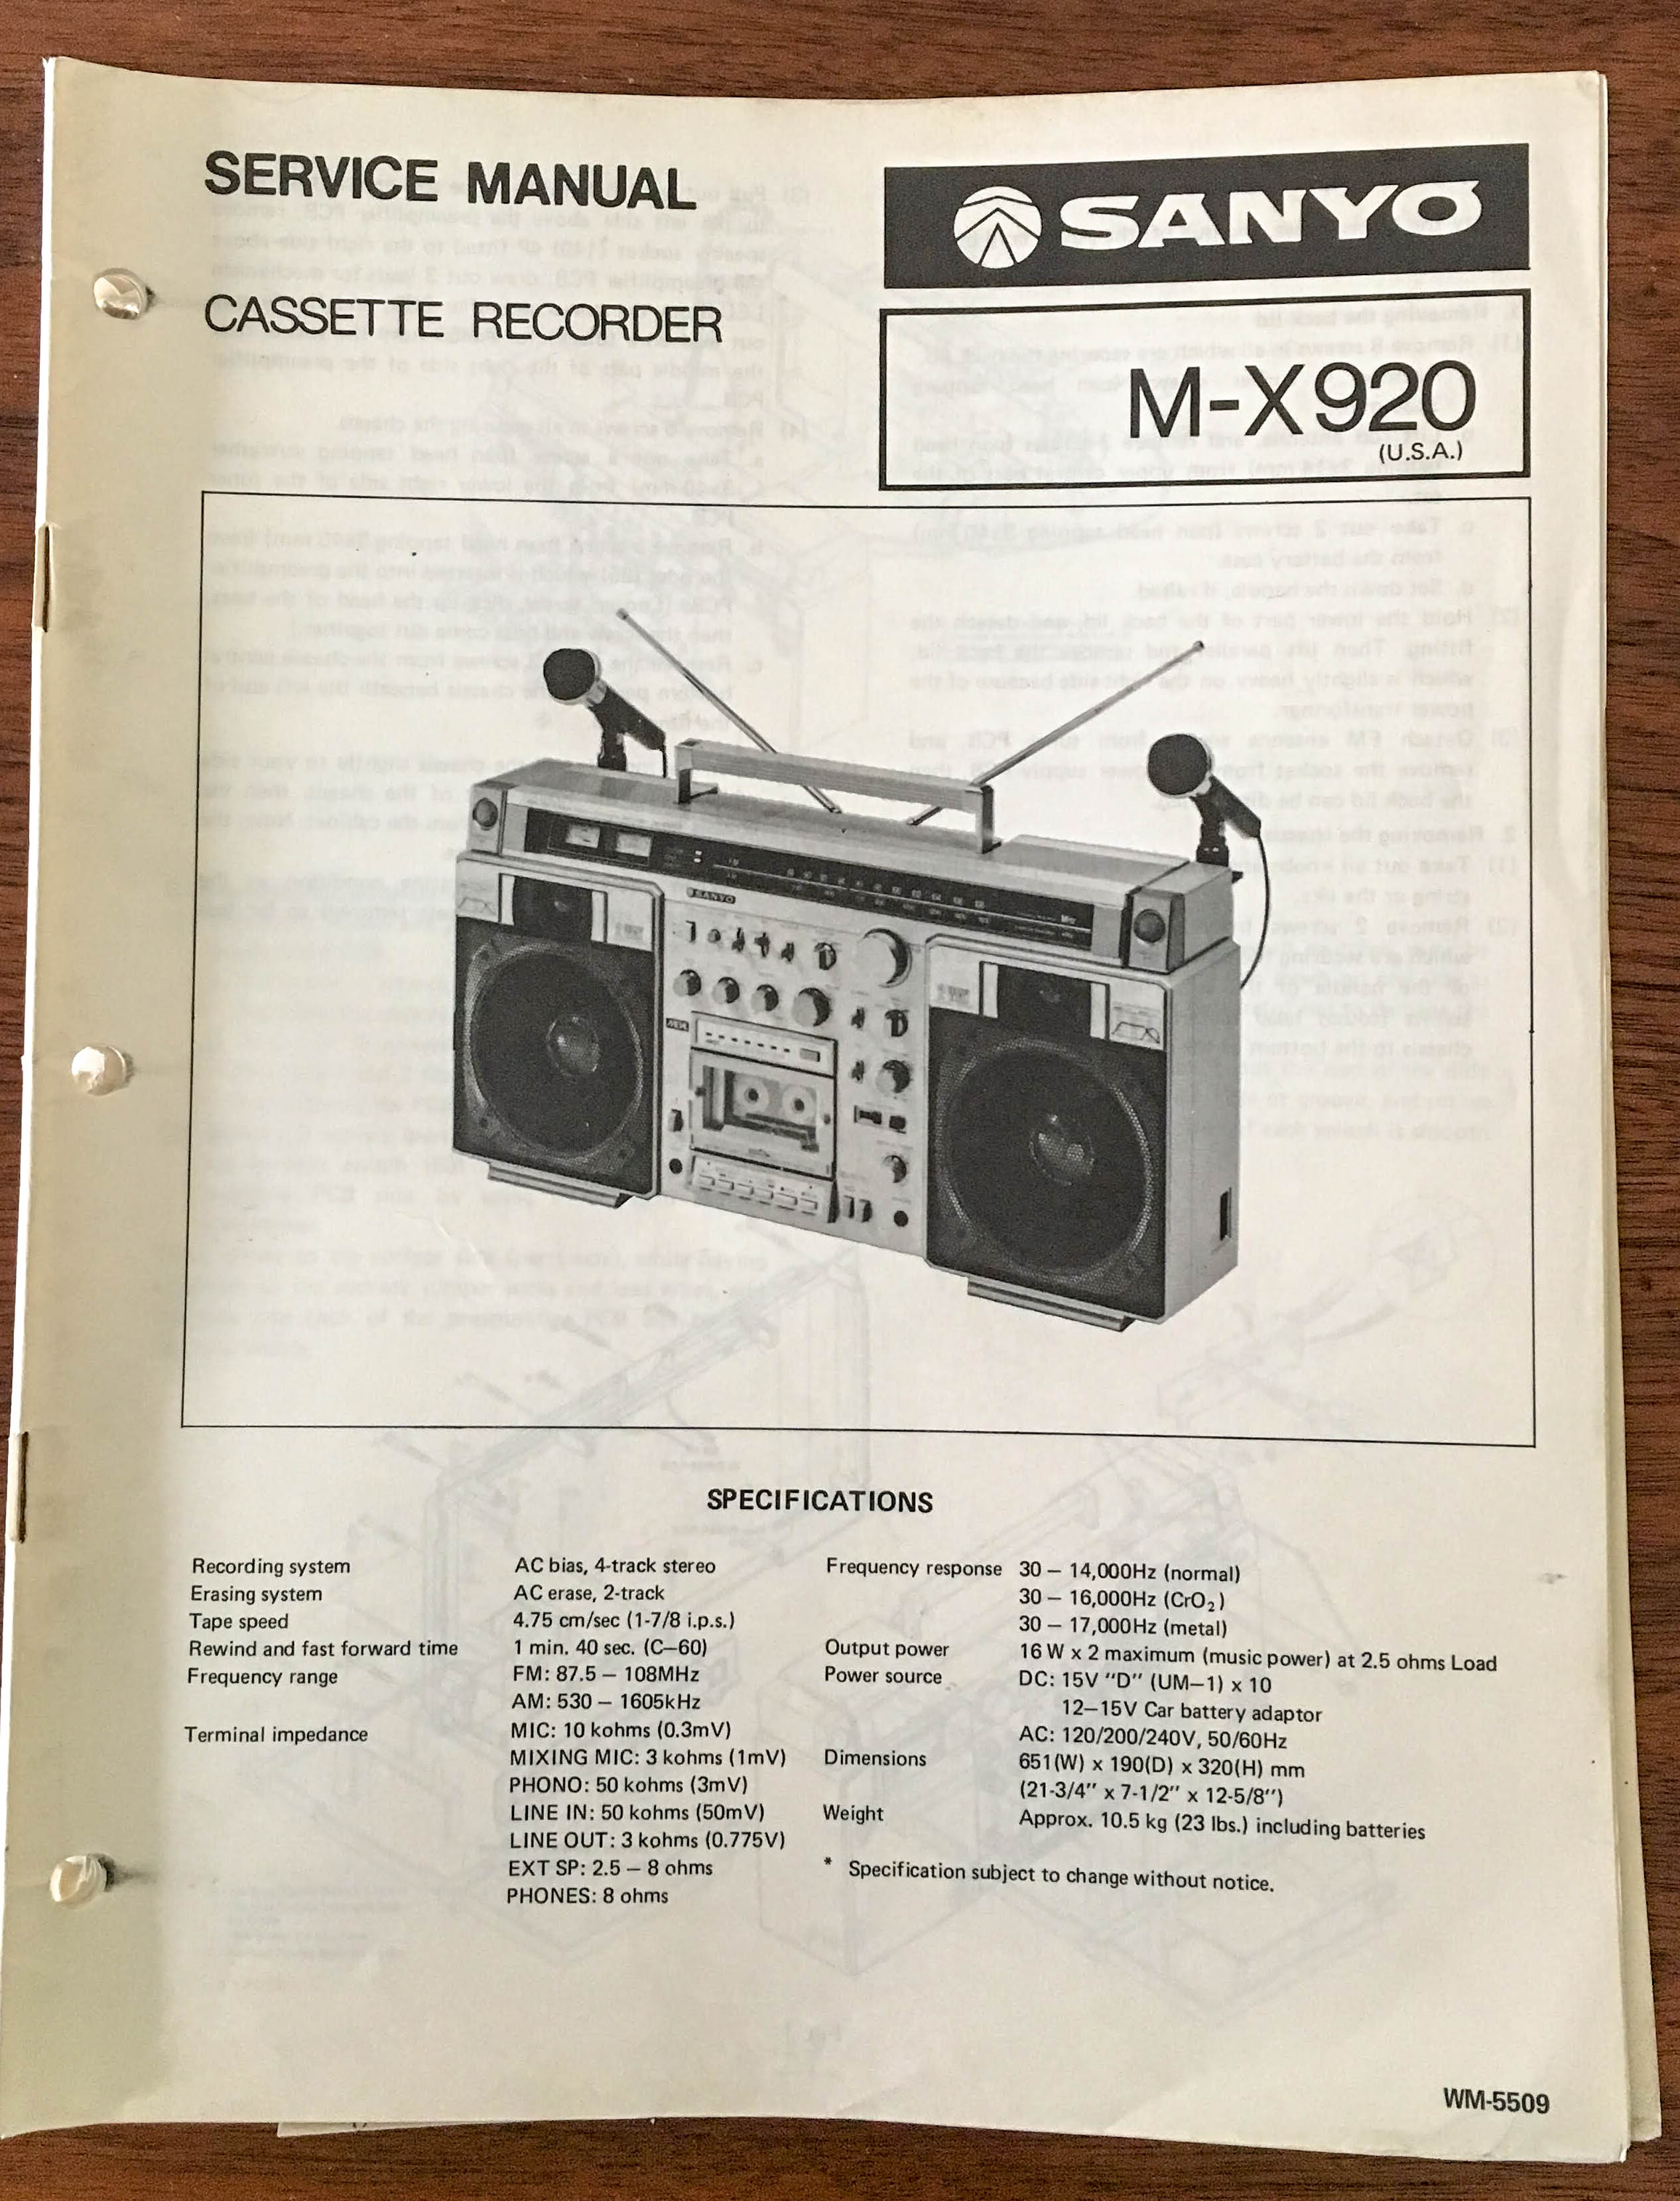 SERVICE MANUAL
SANYO
CASSETTE RECORDER
M-X920
(U.S.A.)
SANYO
SPECIFICATIONS
Recording system AC bias, 4-track stereo
Erasing system AC erase, 2-track
Tape speed 4.75 cm/sec (1-7/8 i.p.s.)
Rewind and fast forward time 1 min. 40 sec. (C–60)
Frequency range FM: 87.5 – 108MHz
AM: 530 – 1605kHz
Terminal impedance MIC: 10 kohms (0.3mV)
MIXING MIC: 3 kohms (1mV)
PHONO: 50 kohms (3mV)
LINE IN: 50 kohms (50mV)
LINE OUT: 3 kohms (0.775V)
EXT SP: 2.5 – 8 ohms
PHONES: 8 ohms
Frequency response 30 – 14,000Hz (normal)
30 – 16,000Hz (CrO₂)
30 – 17,000Hz (metal)
Output power 16 W x 2 maximum (music power) at 2.5 ohms Load
Power source DC: 15V "D" (UM–1) x 10
12–15V Car battery adaptor
AC: 120/200/240V, 50/60Hz
Dimensions 651(W) x 190(D) x 320(H) mm
(21-3/4" x 7-1/2" x 12-5/8")
Weight Approx. 10.5 kg (23 lbs.) including batteries
* Specification subject to change without notice.
WM-5509